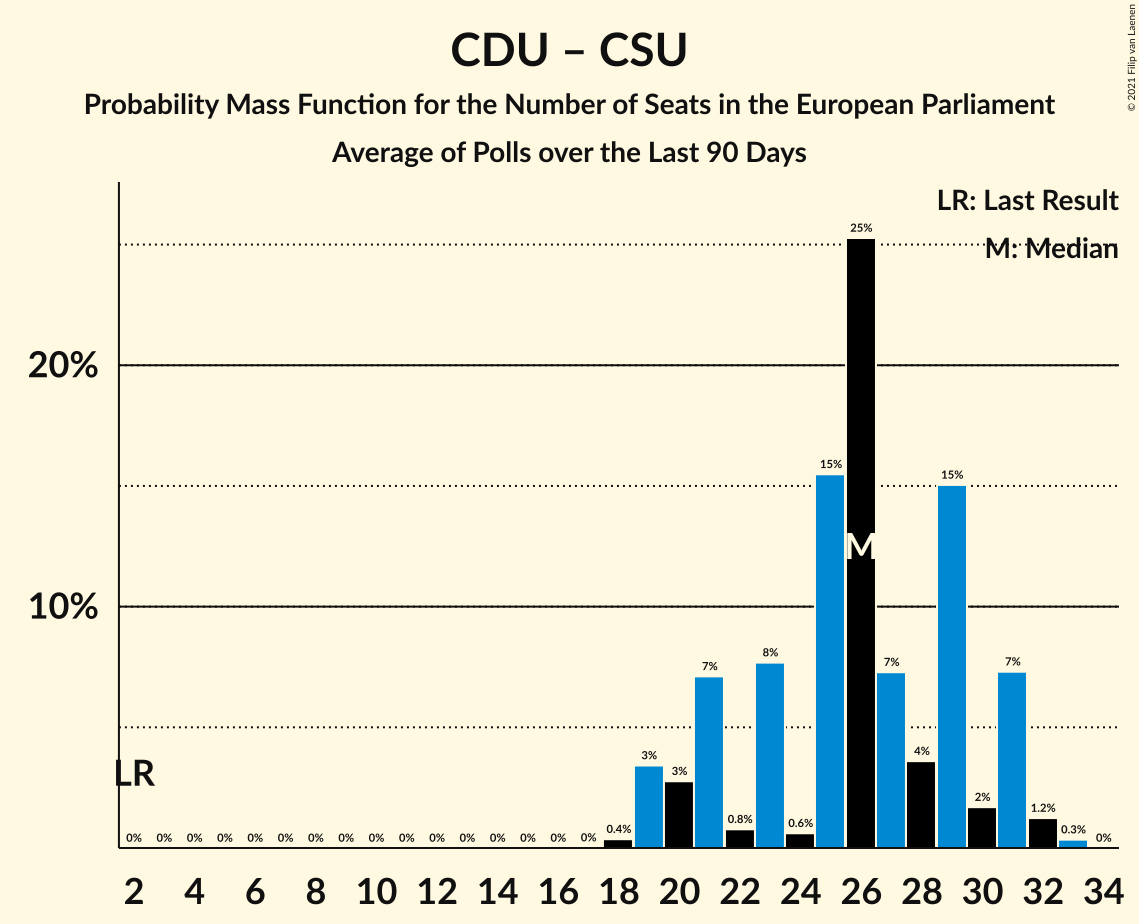 CDU – CSU
Probability Mass Function for the Number of Seats in the European Parliament
Average of Polls over the Last 90 Days
© 2021 Filip van Laenen
LR: Last Result
M: Median
25%
20%
15%
15%
M
10%
8%
7%
7%
7%
4%
3%
3%
2%
1.2%
LR
0% 0% 0% 0% 0% 0% 0% 0% 0% 0% 0% 0% 0% 0% 0% 0% 0.4% 0.8% 0.6% 0.3% 0%
2 4 6 8 10 12 14 16 18 20 22 24 26 28 30 32 34